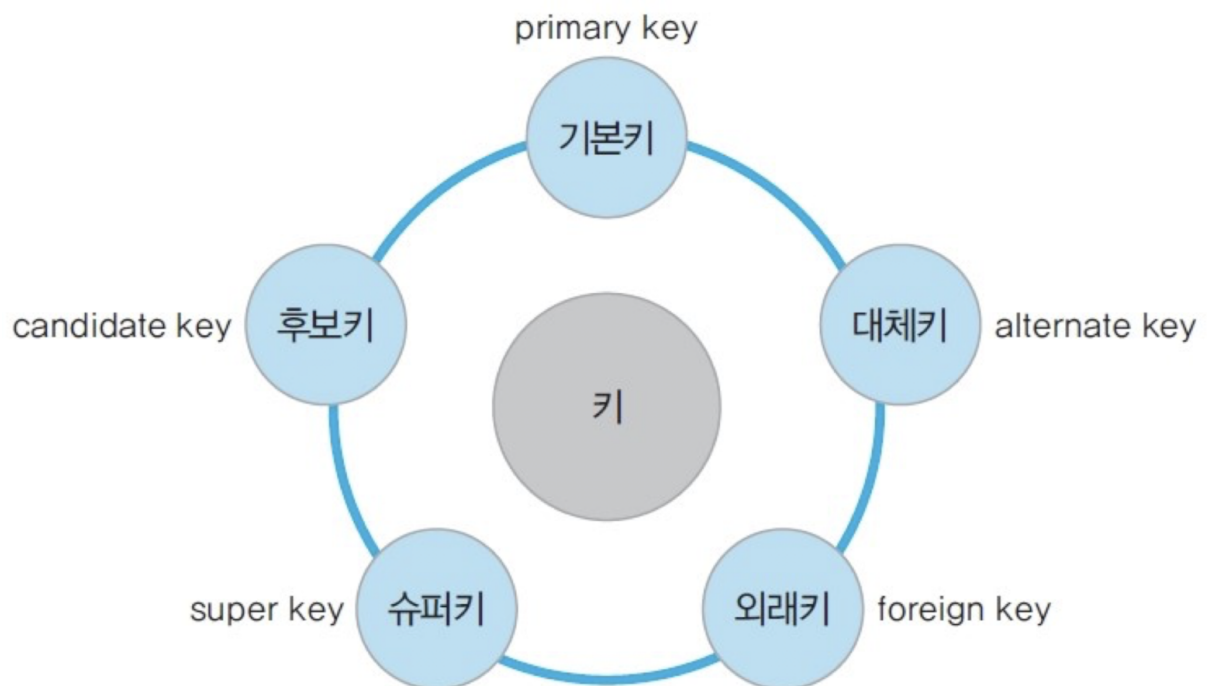 primary key
기본키
candidate key
후보키
대체키
alternate key
키
super key
슈퍼키
외래키
foreign key